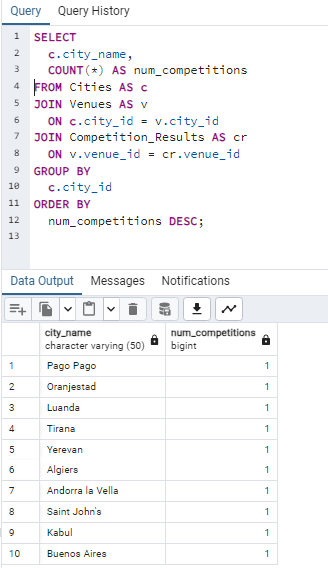 Query Query History
1 SELECT
2 c.city_name,
3 COUNT(*) AS num_competitions
4 FROM Cities AS c
5 JOIN Venues AS v
6 ON c.city_id = v.city_id
7 JOIN Competition_Results AS cr
8 ON v.venue_id = cr.venue_id
9 GROUP BY
10 c.city_id
11 ORDER BY
12 num_competitions DESC;
13
Data Output Messages Notifications
city_name num_competitions
character varying (50) bigint
1 Pago Pago 1
2 Oranjestad 1
3 Luanda 1
4 Tirana 1
5 Yerevan 1
6 Algiers 1
7 Andorra la Vella 1
8 Saint John's 1
9 Kabul 1
10 Buenos Aires 1